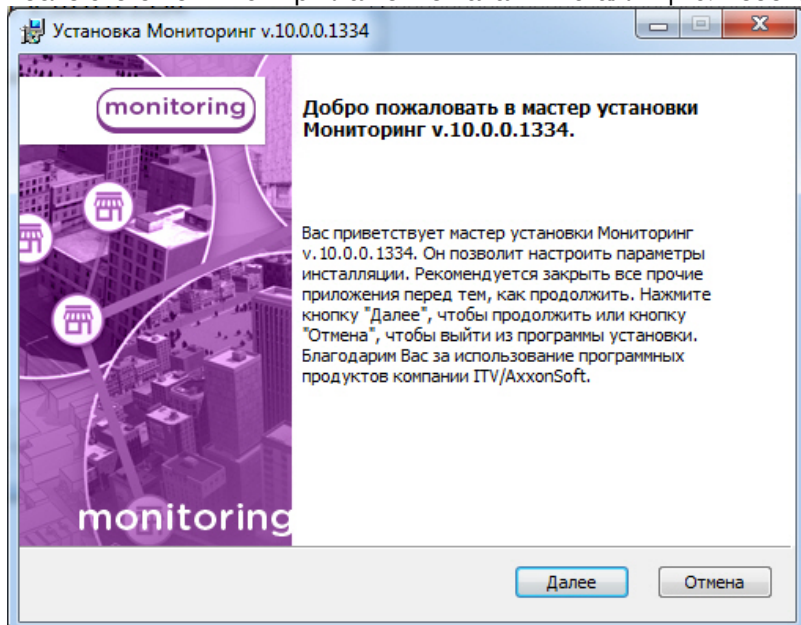 Установка Мониторинг v.10.0.0.1334
monitoring
Добро пожаловать в мастер установки
Мониторинг v.10.0.0.1334.
Вас приветствует мастер установки Мониторинг
v.10.0.0.1334. Он позволит настроить параметры
инсталляции. Рекомендуется закрыть все прочие
приложения перед тем, как продолжить. Нажмите
кнопку "Далее", чтобы продолжить или кнопку
"Отмена", чтобы выйти из программы установки.
Благодарим Вас за использование программных
продуктов компании ITV/AxxonSoft.
monitoring
Далее
Отмена